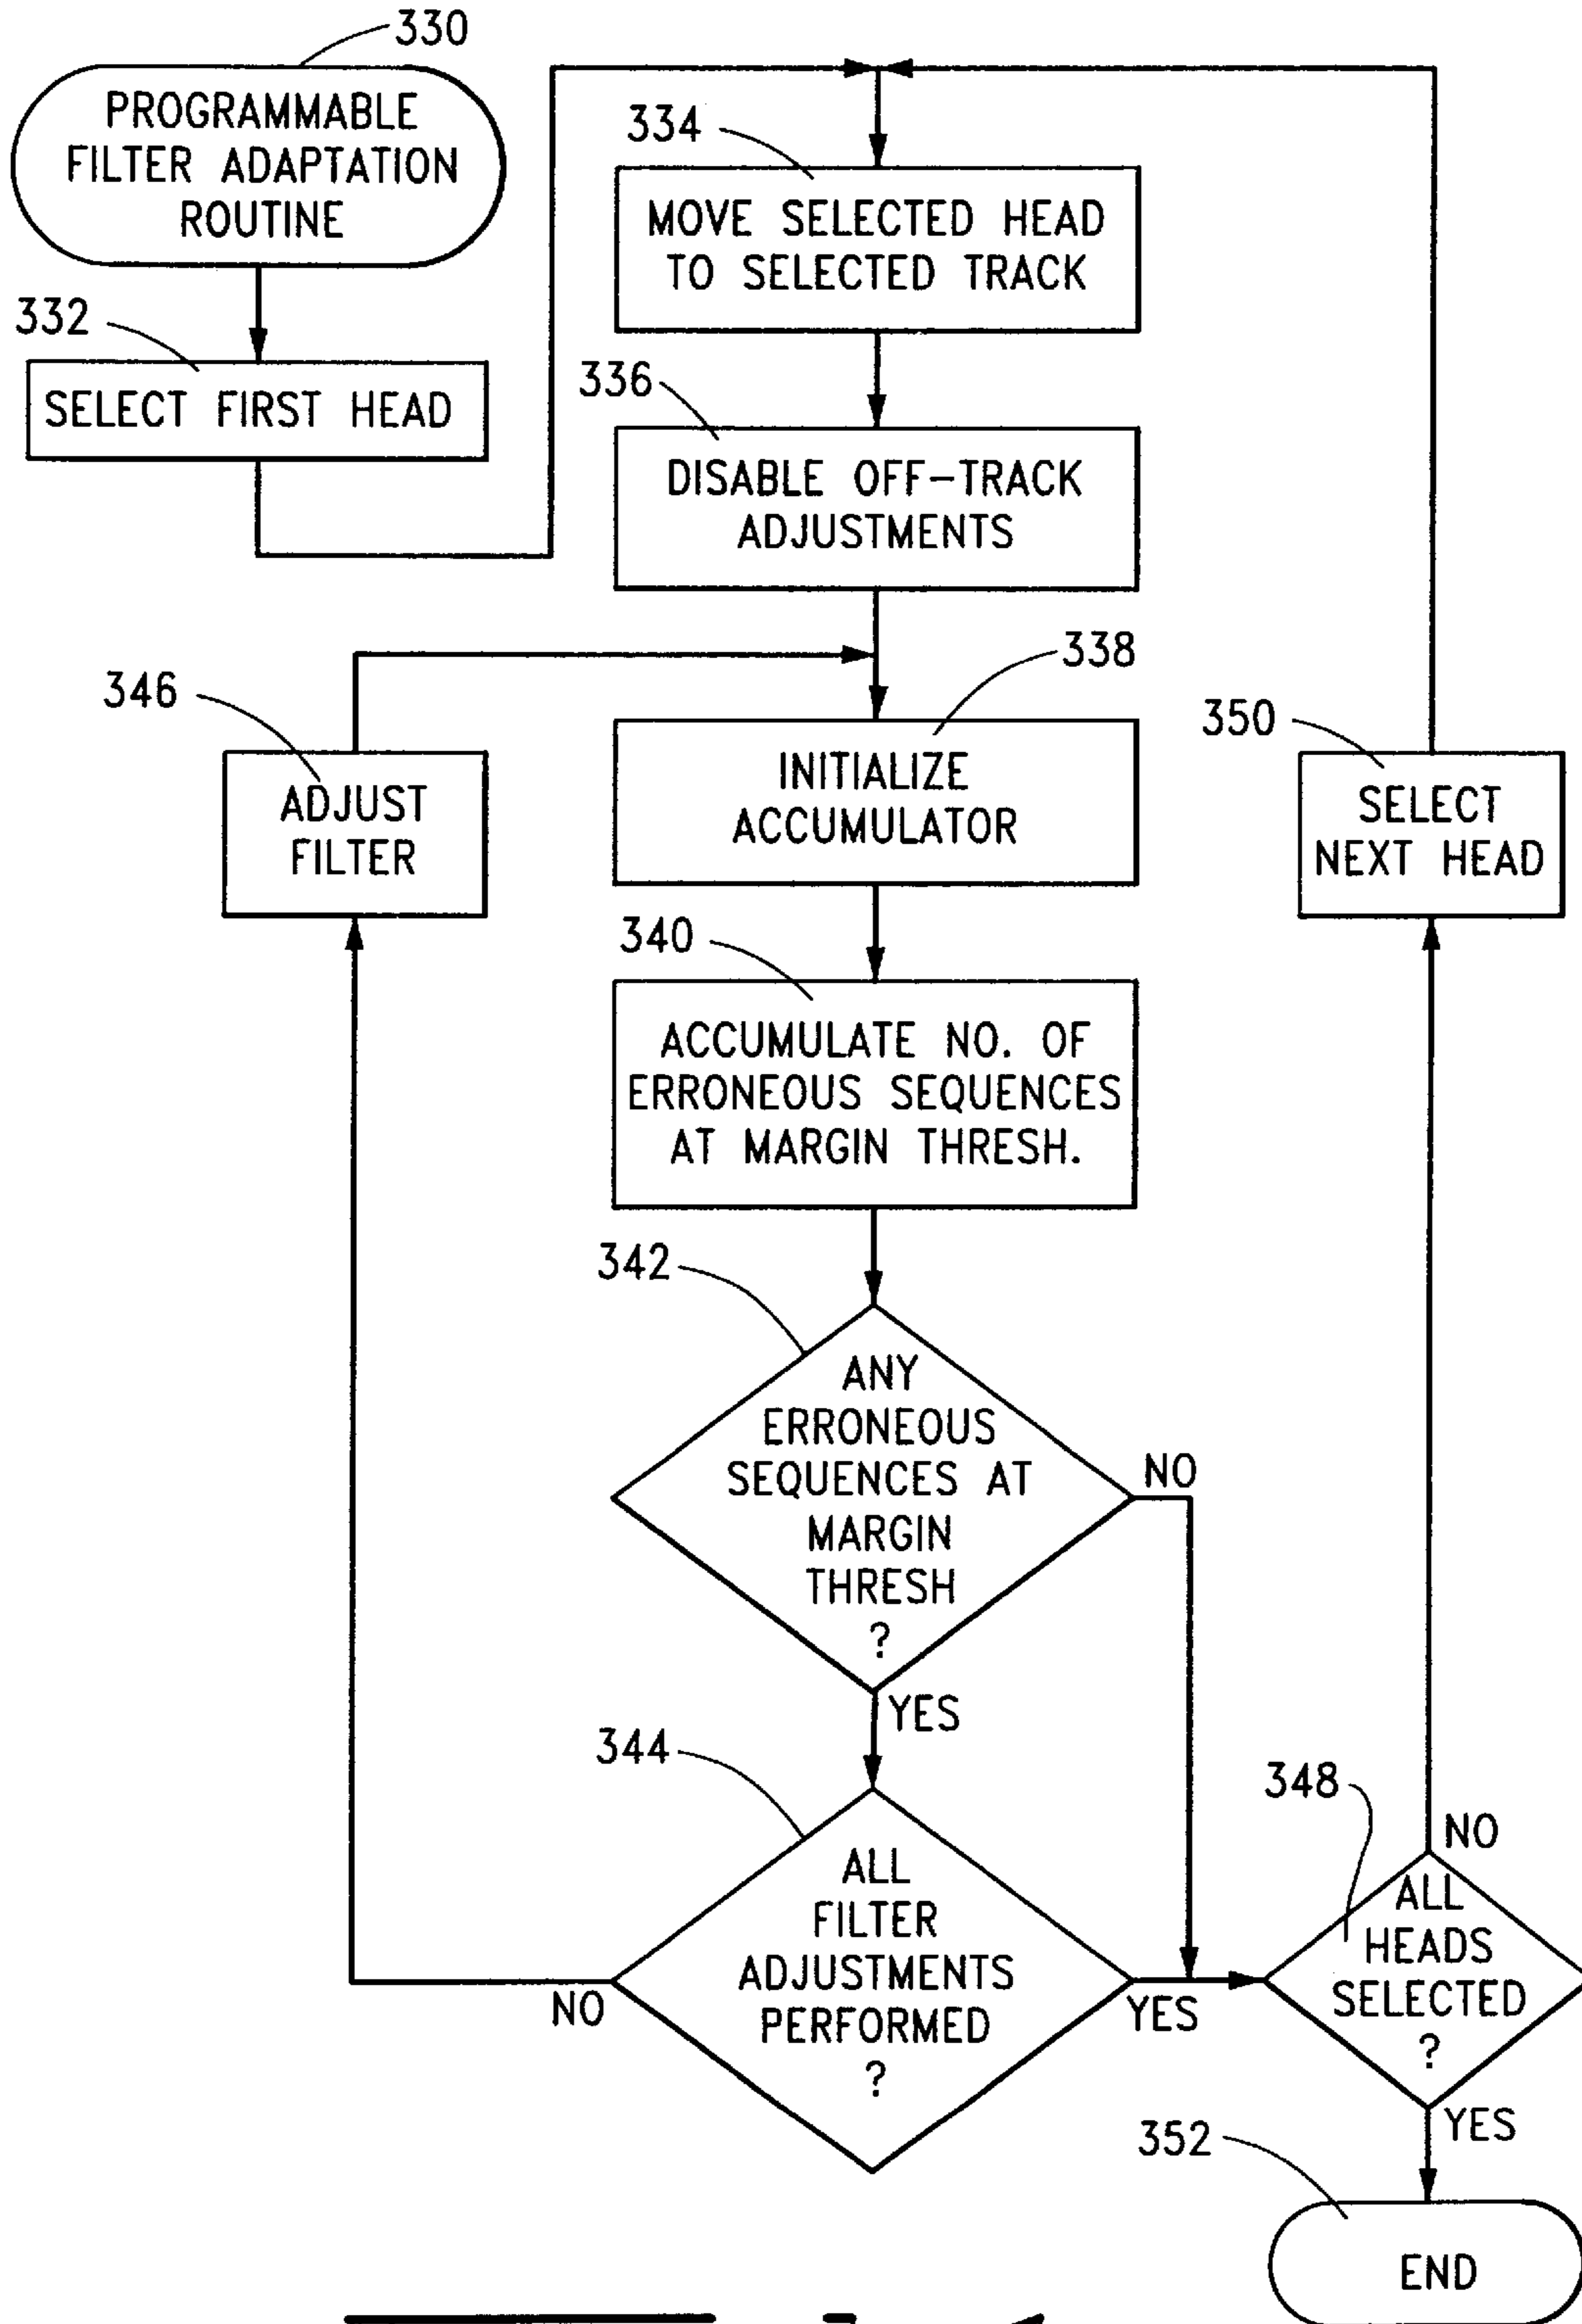 330
PROGRAMMABLE
FILTER ADAPTATION
ROUTINE
332
SELECT FIRST HEAD
334
MOVE SELECTED HEAD
TO SELECTED TRACK
336
DISABLE OFF-TRACK
ADJUSTMENTS
338
INITIALIZE
ACCUMULATOR
346
ADJUST
FILTER
350
SELECT
NEXT HEAD
340
ACCUMULATE NO. OF
ERRONEOUS SEQUENCES
AT MARGIN THRESH.
342
ANY
ERRONEOUS
SEQUENCES AT
MARGIN
THRESH
?
NO
YES
344
ALL
FILTER
ADJUSTMENTS
PERFORMED
?
NO
YES
348
NO
ALL
HEADS
SELECTED
?
YES
352
END